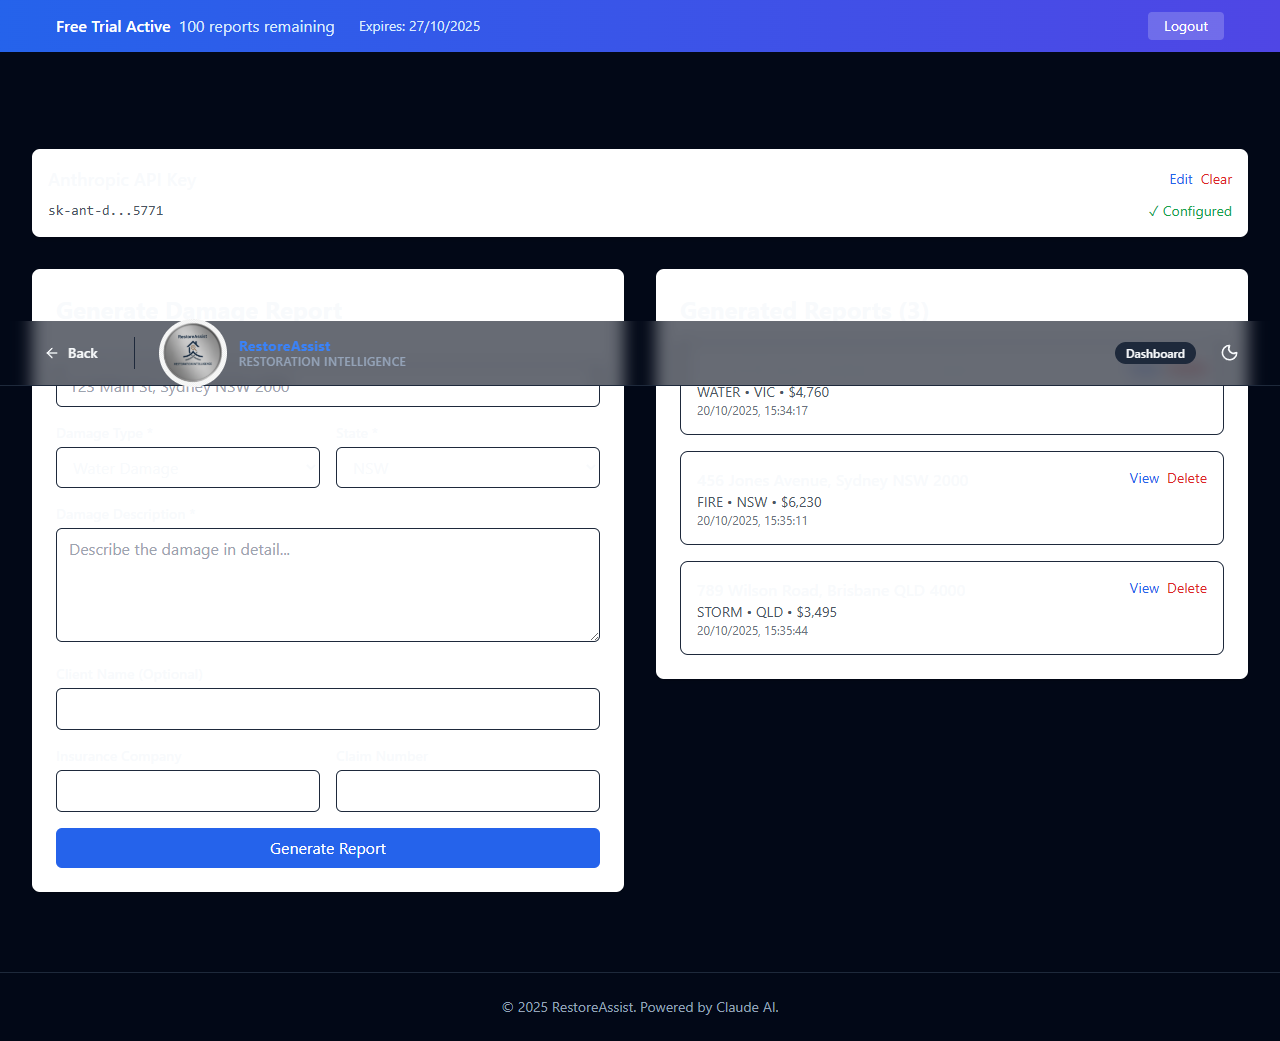 Free Trial Active 100 reports remaining Expires: 27/10/2025 Logout
Anthropic API Key
Edit Clear
sk-ant-d...5771
✓ Configured
Generate Damage Report
Generated Reports (3)
← Back
RestoreAssist
RESTORATION INTELLIGENCE
Dashboard
123 Main St, Sydney NSW 2000
Damage Type *
State *
Water Damage
NSW
Damage Description *
Describe the damage in detail...
Client Name (Optional)
Insurance Company
Claim Number
Generate Report
WATER • VIC • $4,760
20/10/2025, 15:34:17
456 Jones Avenue, Sydney NSW 2000
View Delete
FIRE • NSW • $6,230
20/10/2025, 15:35:11
789 Wilson Road, Brisbane QLD 4000
View Delete
STORM • QLD • $3,495
20/10/2025, 15:35:44
© 2025 RestoreAssist. Powered by Claude AI.